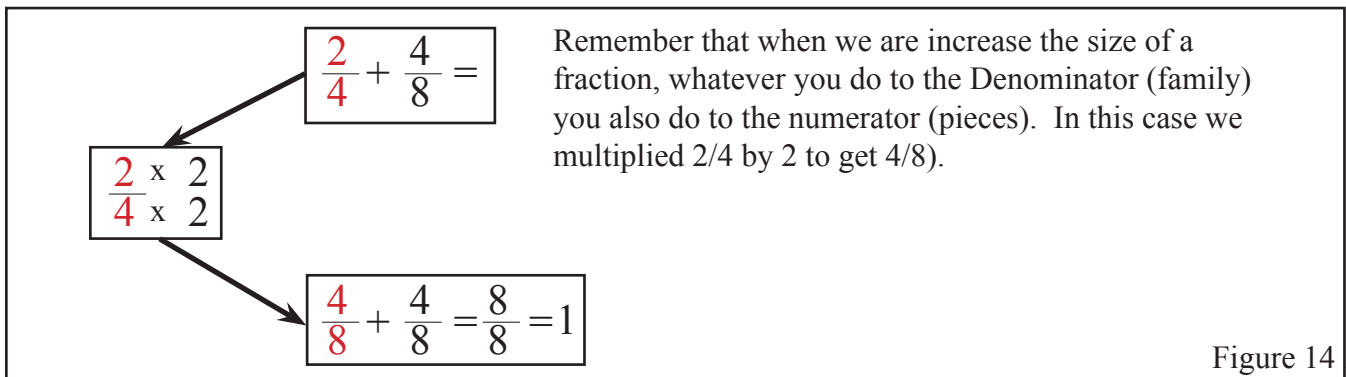 2/4 + 4/8 =
Remember that when we are increase the size of a
fraction, whatever you do to the Denominator (family)
you also do to the numerator (pieces).  In this case we
multiplied 2/4 by 2 to get 4/8).
2 x 2
4 x 2
4/8 + 4/8 = 8/8 = 1
Figure 14